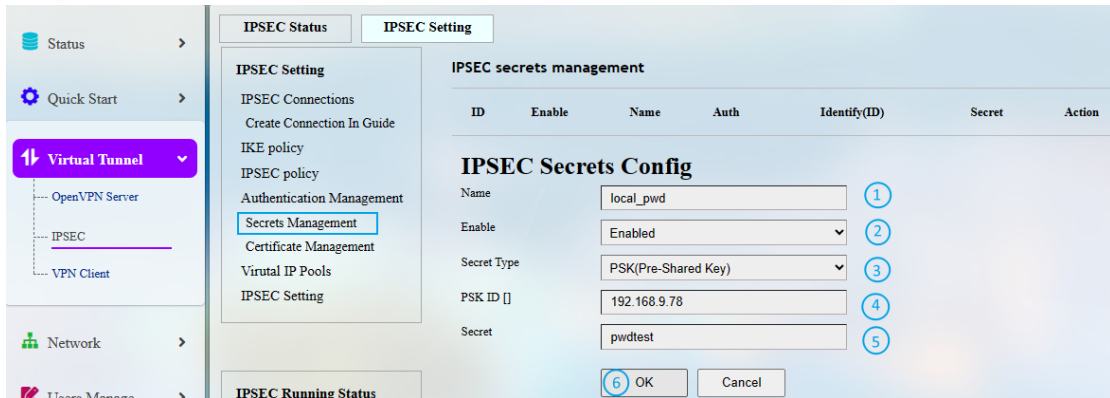 Status
Quick Start
Virtual Tunnel
OpenVPN Server
IPSEC
VPN Client
Network
Users Manage
IPSEC Status
IPSEC Setting
IPSEC Setting
IPSEC Connections
Create Connection In Guide
IKE policy
IPSEC policy
Authentication Management
Secrets Management
Certificate Management
Virutal IP Pools
IPSEC Setting
IPSEC Running Status
IPSEC secrets management
ID Enable Name Auth Identify(ID) Secret Action
IPSEC Secrets Config
Name local_pwd 1
Enable Enabled 2
Secret Type PSK(Pre-Shared Key) 3
PSK ID [] 192.168.9.78 4
Secret pwdtest 5
6 OK Cancel